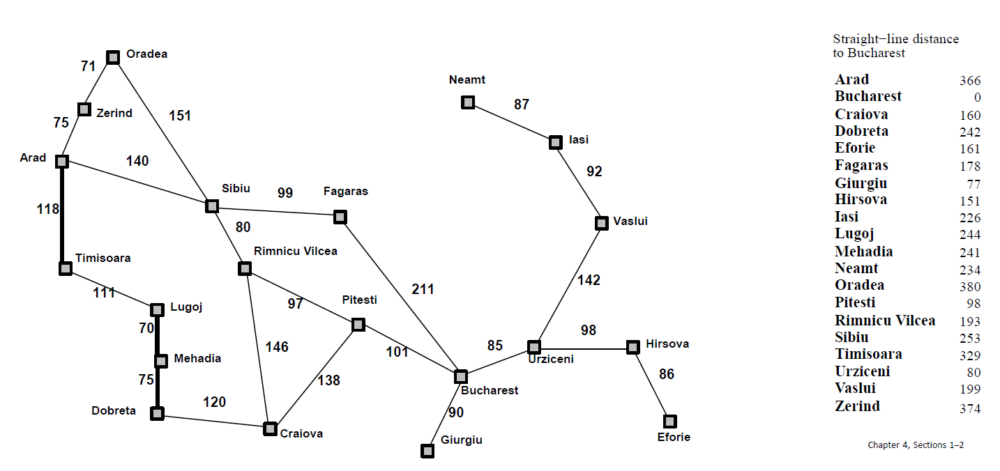 Oradea
71
Zerind
151
75
Arad
140
Sibiu
99
Fagaras
118
80
Rimnicu Vilcea
Timisoara
111
Lugoj
97
Pitesti
211
70
146
Mehadia
101
75
138
Dobreta
120
Craiova
Neamt
87
Iasi
92
Vaslui
142
98
Hirsova
85
Urziceni
86
Bucharest
90
Giurgiu
Eforie
Straight−line distance
to Bucharest
Arad 366
Bucharest 0
Craiova 160
Dobreta 242
Eforie 161
Fagaras 178
Giurgiu 77
Hirsova 151
Iasi 226
Lugoj 244
Mehadia 241
Neamt 234
Oradea 380
Pitesti 98
Rimnicu Vilcea 193
Sibiu 253
Timisoara 329
Urziceni 80
Vaslui 199
Zerind 374
Chapter 4, Sections 1–2